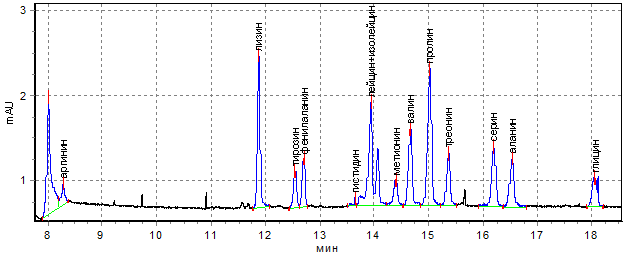 3
2
1
mAU
аргинин
лизин
тирозин
фенилаланин
гистидин
лейцин+изолейцин
метионин
валин
пролин
треонин
серин
аланин
глицин
8 9 10 11 12 13 14 15 16 17 18
мин